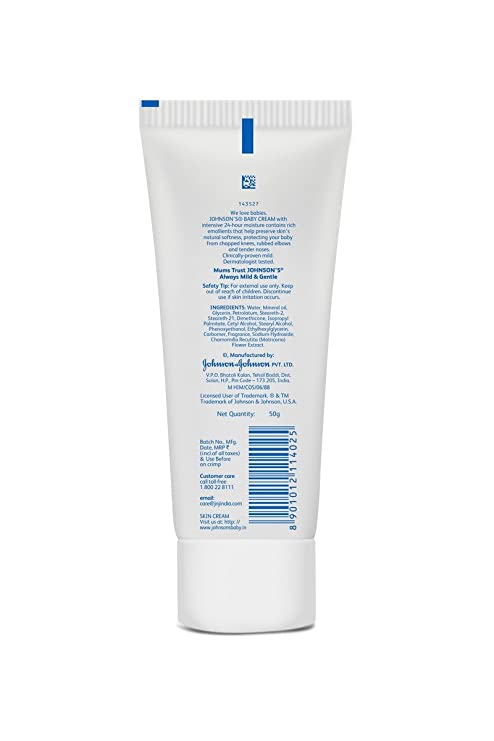 143527
We love babies.
JOHNSON'S® BABY CREAM with
intensive 24-hour moisture contains rich
emollients that help preserve skin's
natural softness, protecting your baby
from chapped knees, rubbed elbows
and tender noses.
Clinically-proven mild.
Dermatologist tested.
Mums Trust JOHNSON'S®
Always Mild & Gentle
Safety Tip: For external use only. Keep
out of reach of children. Discontinue
use if skin irritation occurs.
INGREDIENTS: Water, Mineral oil,
Glycerin, Petrolatum, Steareth-2,
Steareth-21, Dimethicone, Isopropyl
Palmitate, Cetyl Alcohol, Stearyl Alcohol,
Phenoxyethanol, Ethylhexylglycerin,
Carbomer, Fragrance, Sodium-Hydroxide,
Chamomilla Recutita (Matricaria)
Flower Extract.
©, Manufactured by:
Johnson & Johnson PVT. LTD.
V.P.O. Bhatoli Kalan, Tehsil Baddi, Dist.
Solan, H.P., Pin Code - 173 205, India.
M HIM/COS/06/88
Licensed User of Trademark. ® & TM
Trademark of Johnson & Johnson, U.S.A.
Net Quantity: 50g
Batch No., Mfg.
Date, MRP ₹
(incl.of all taxes)
& Use Before
on crimp
Customer care
call toll-free
1 800 22 8111
email:
care@jnjindia.com
SKIN CREAM
Visit us at: http://
www.johnsonsbaby.in
8 901012 114025